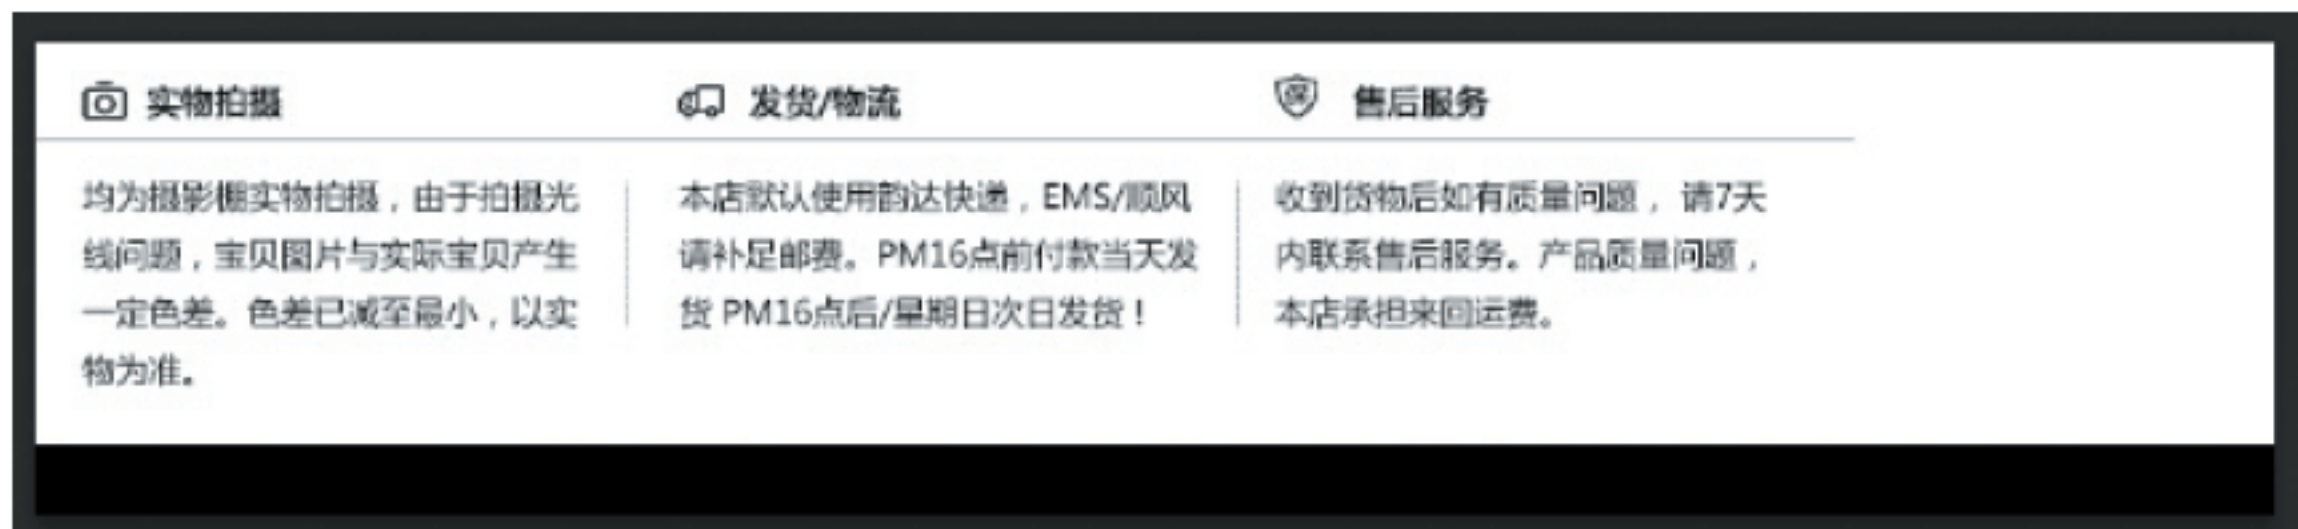 实物拍摄
均为摄影棚实物拍摄，由于拍摄光
线问题，宝贝图片与实际宝贝产生
一定色差。色差已减至最小，以实
物为准。
发货/物流
本店默认使用韵达快递，EMS/顺风
请补足邮费。PM16点前付款当天发
货 PM16点后/星期日次日发货！
保
售后服务
收到货物后如有质量问题， 请7天
内联系售后服务。产品质量问题，
本店承担来回运费。